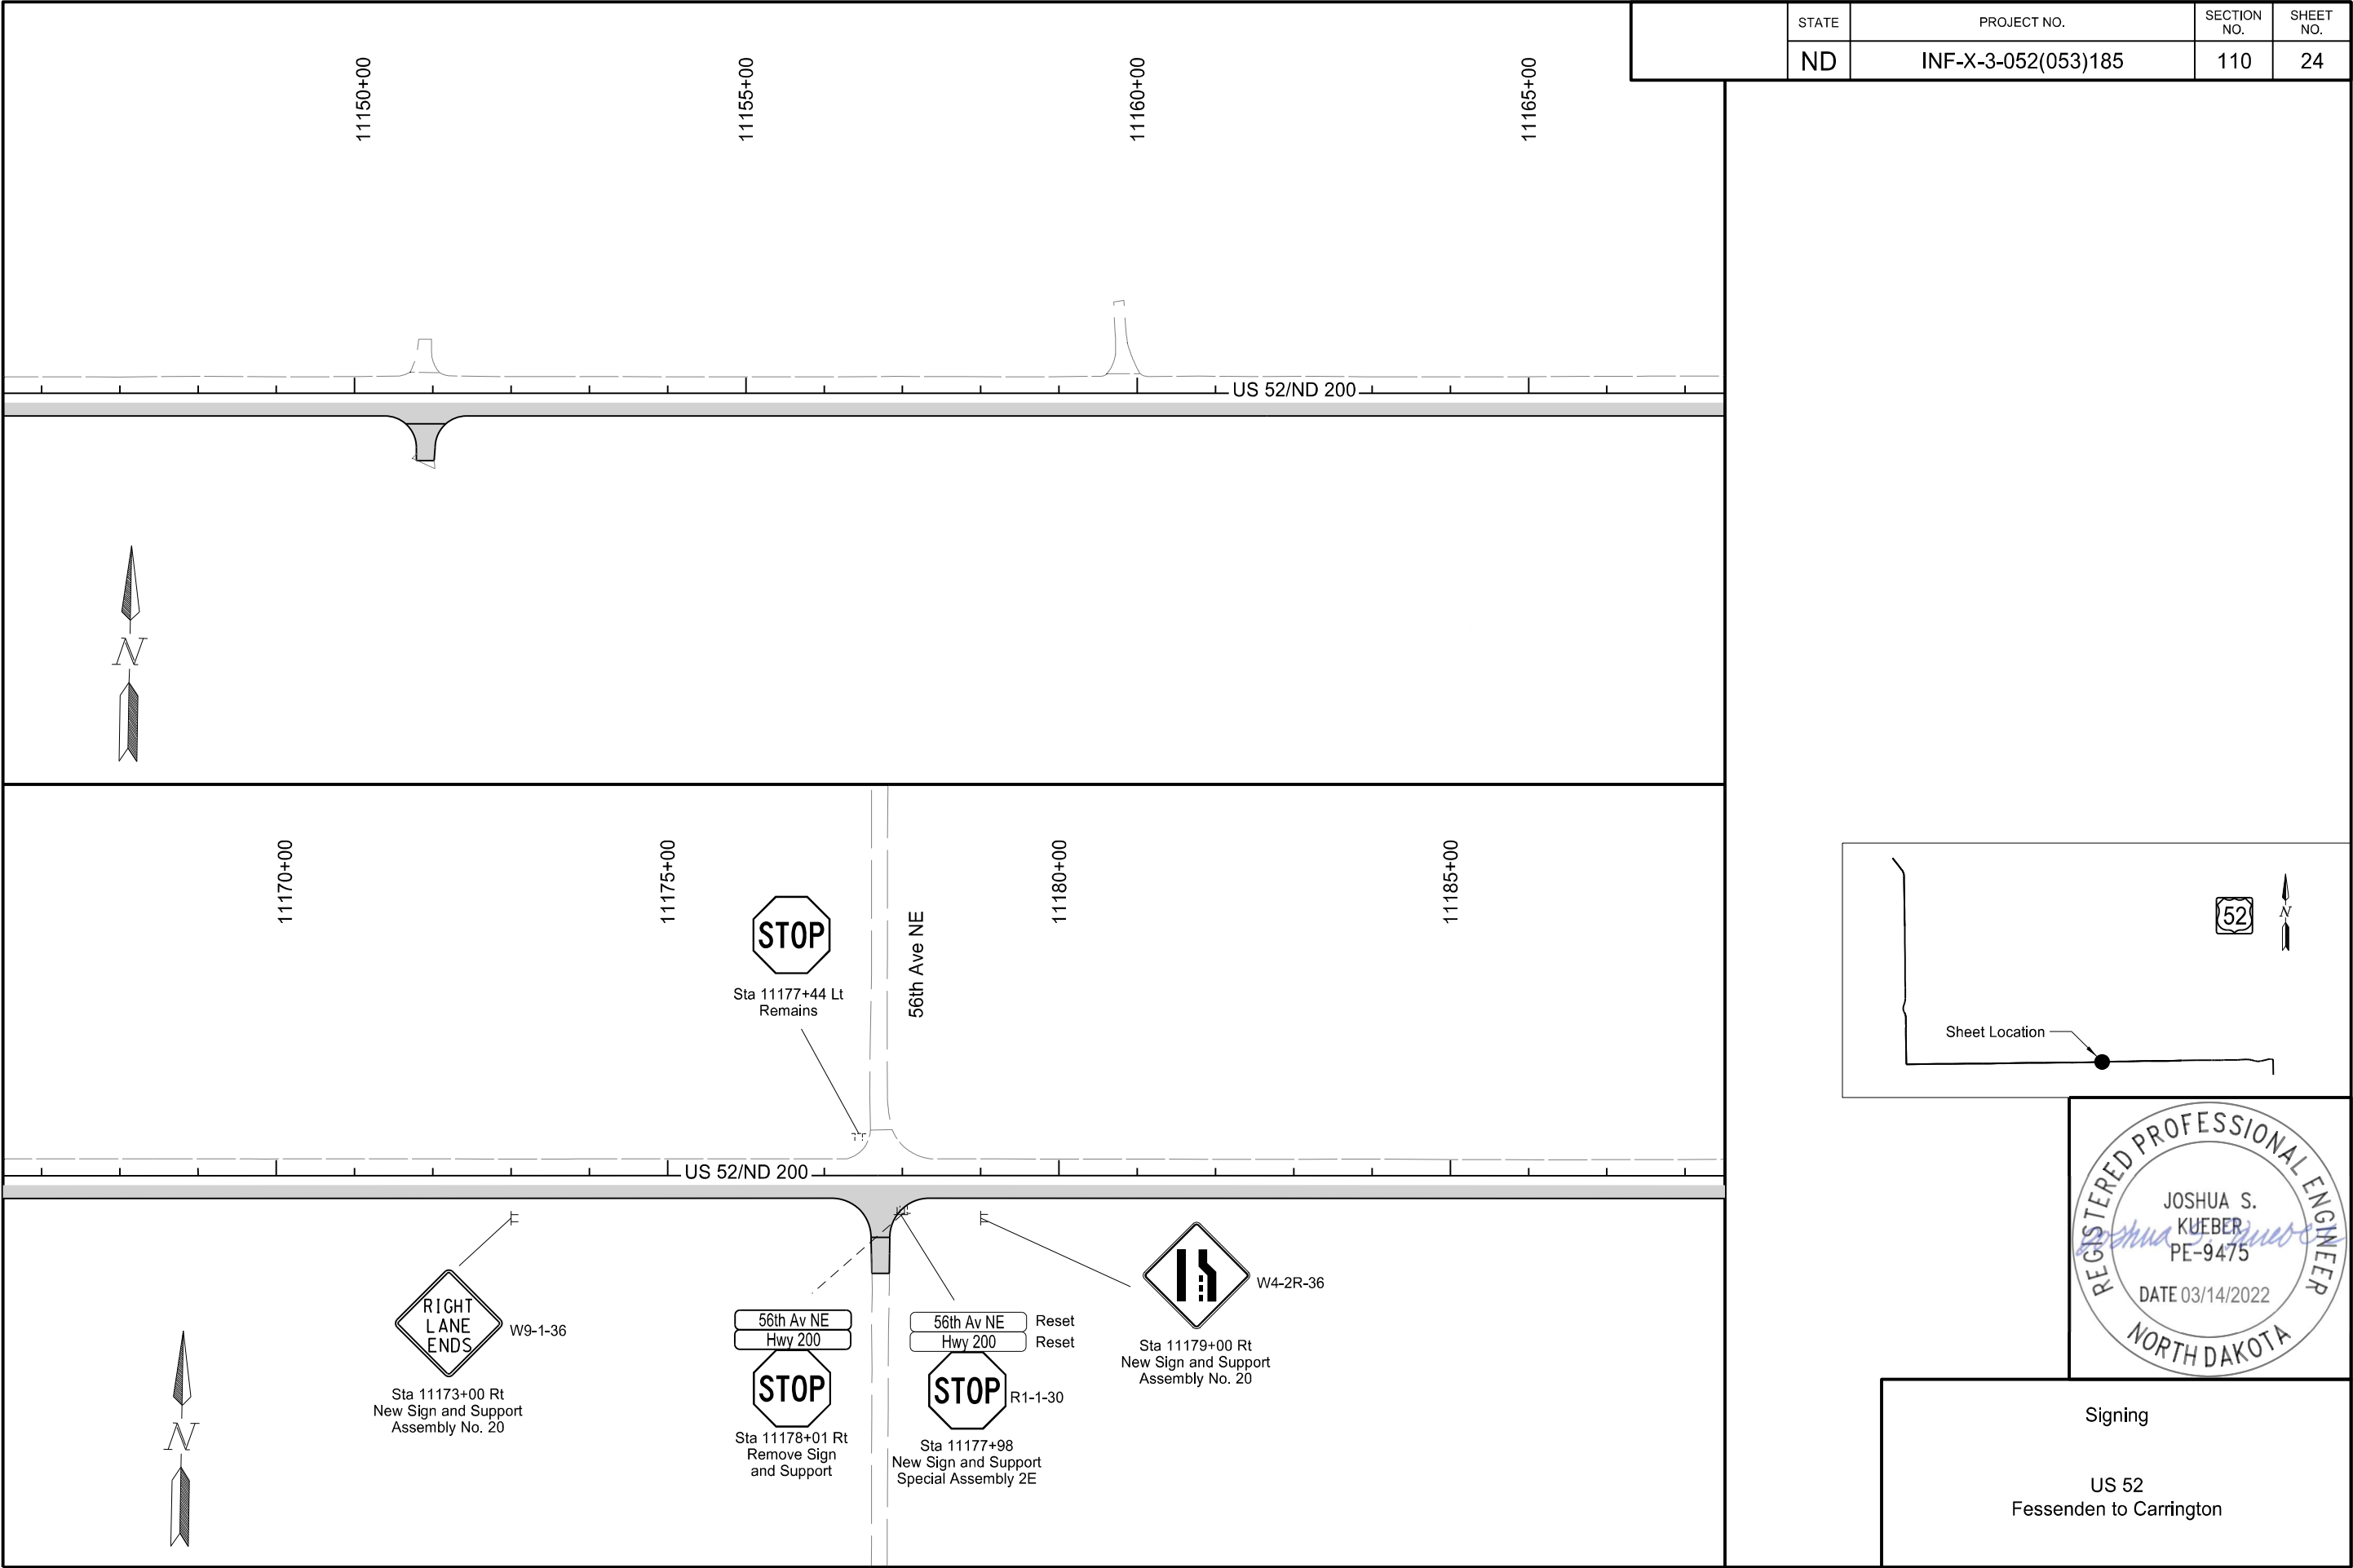 STATE
PROJECT NO.
SECTION NO.
SHEET NO.
ND
INF-X-3-052(053)185
110
24
11150+00
11155+00
11160+00
11165+00
US 52/ND 200
N
11170+00
11175+00
11180+00
11185+00
STOP
Sta 11177+44 Lt
Remains
56th Ave NE
US 52/ND 200
RIGHT
LANE
ENDS
W9-1-36
Sta 11173+00 Rt
New Sign and Support
Assembly No. 20
56th Av NE
Hwy 200
STOP
Sta 11178+01 Rt
Remove Sign
and Support
56th Av NE
Reset
Hwy 200
Reset
STOP
R1-1-30
Sta 11177+98
New Sign and Support
Special Assembly 2E
W4-2R-36
Sta 11179+00 Rt
New Sign and Support
Assembly No. 20
N
52
N
Sheet Location
REGISTERED PROFESSIONAL ENGINEER
JOSHUA S.
KUEBER
PE-9475
Joshua S. Kueber
DATE 03/14/2022
NORTH DAKOTA
Signing
US 52
Fessenden to Carrington